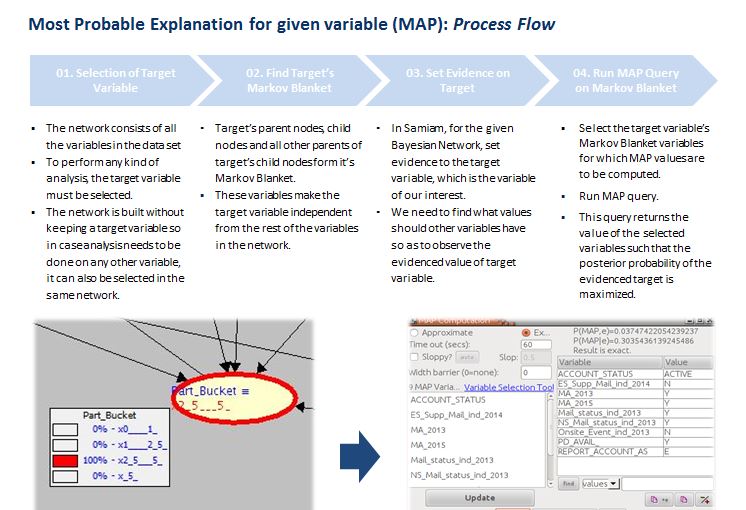 Most Probable Explanation for given variable (MAP): Process Flow
01. Selection of Target
Variable
02. Find Target's
Markov Blanket
03. Set Evidence on
Target
04. Run MAP Query
on Markov Blanket
▪ The network consists of all
the variables in the data set
▪ To perform any kind of
analysis, the target variable
must be selected.
▪ The network is built without
keeping a target variable so
in case analysis needs to be
done on any other variable,
it can also be selected in the
same network.
• Target's parent nodes, child
nodes and all other parents of
target's child nodes form it's
Markov Blanket.
• These variables make the
target variable independent
from the rest of the variables
in the network.
• In Samiam, for the given
Bayesian Network, set
evidence to the target
variable, which is the variable
of our interest.
• We need to find what values
should other variables have
so as to observe the
evidenced value of target
variable.
▪ Select the target variable's
Markov Blanket variables
for which MAP values are
to be computed.
▪ Run MAP query.
▪ This query returns the
value of the selected
variables such that the
posterior probability of the
evidenced target is
maximized.
Part_Bucket =
2_5___5_
Part_Bucket
0% - x0____1_
0% - x1____2_5_
100% - x2_5___5_
0% - x_5_
MAP Computation
Approximate
Ex...
Time out (secs):
60
Sloppy?
auto
Slop:
0.5
Width barrier (0=none):
0
9 MAP Varia...
Variable Selection Tool
ACCOUNT_STATUS
ES_Supp_Mail_ind_2014
MA_2013
MA_2015
Mail_status_ind_2013
NS_Mail_status_ind_2013
Update
P(MAP,e)=0.03747422054239237
P(MAP|e)=0.3035436139245486
Result is exact.
Variable Value
ACCOUNT_STATUS ACTIVE
ES_Supp_Mail_ind_2014 N
MA_2013 Y
MA_2015 Y
Mail_status_ind_2013 Y
NS_Mail_status_ind_2013 Y
Onsite_Event_ind_2013 N
PD_AVAIL_ Y
REPORT_ACCOUNT_AS E
find
values